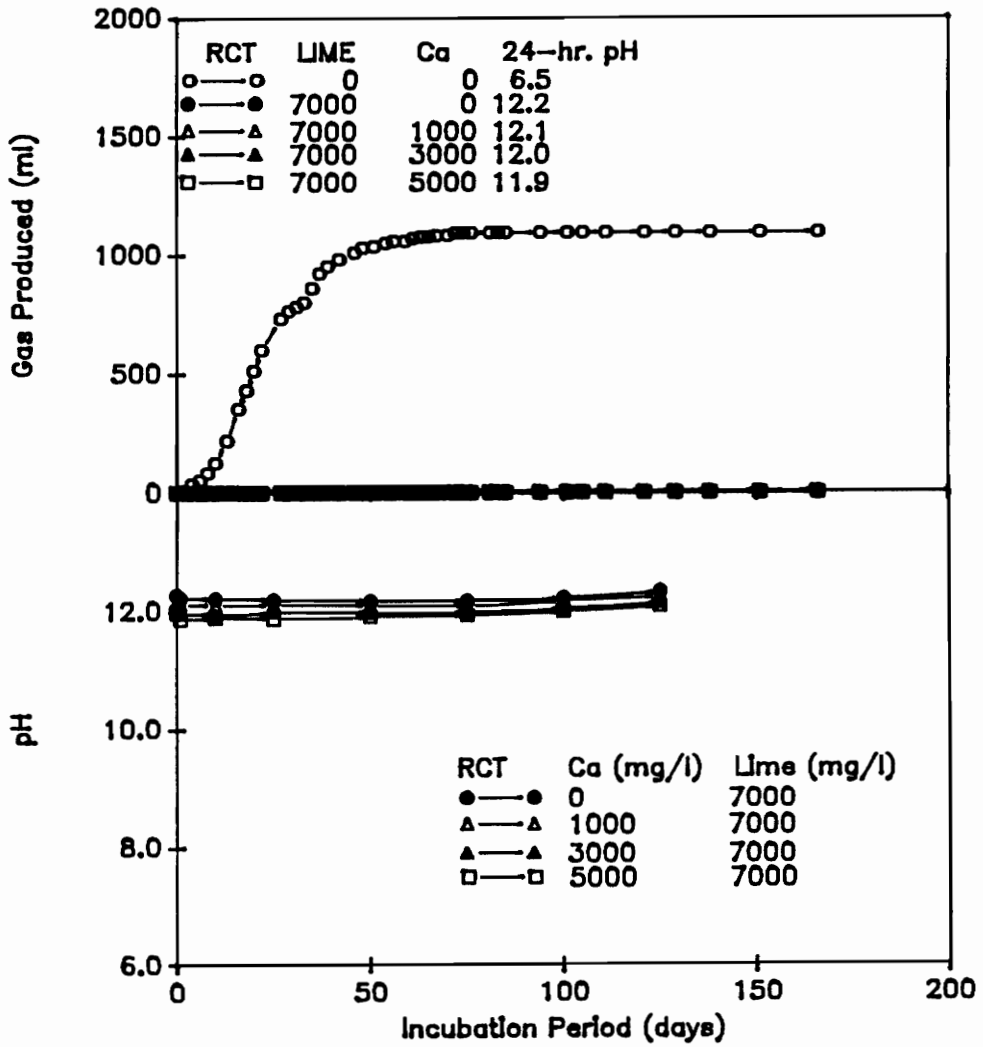 2000
RCT LIME Ca 24-hr. pH
0 0 6.5
7000 0 12.2
1500
7000 1000 12.1
7000 3000 12.0
7000 5000 11.9
Gas Produced (ml)
1000
500
0
12.0
pH
10.0
RCT Ca (mg/l) Lime (mg/l)
0 7000
1000 7000
8.0
3000 7000
5000 7000
6.0
0 50 100 150 200
Incubation Period (days)